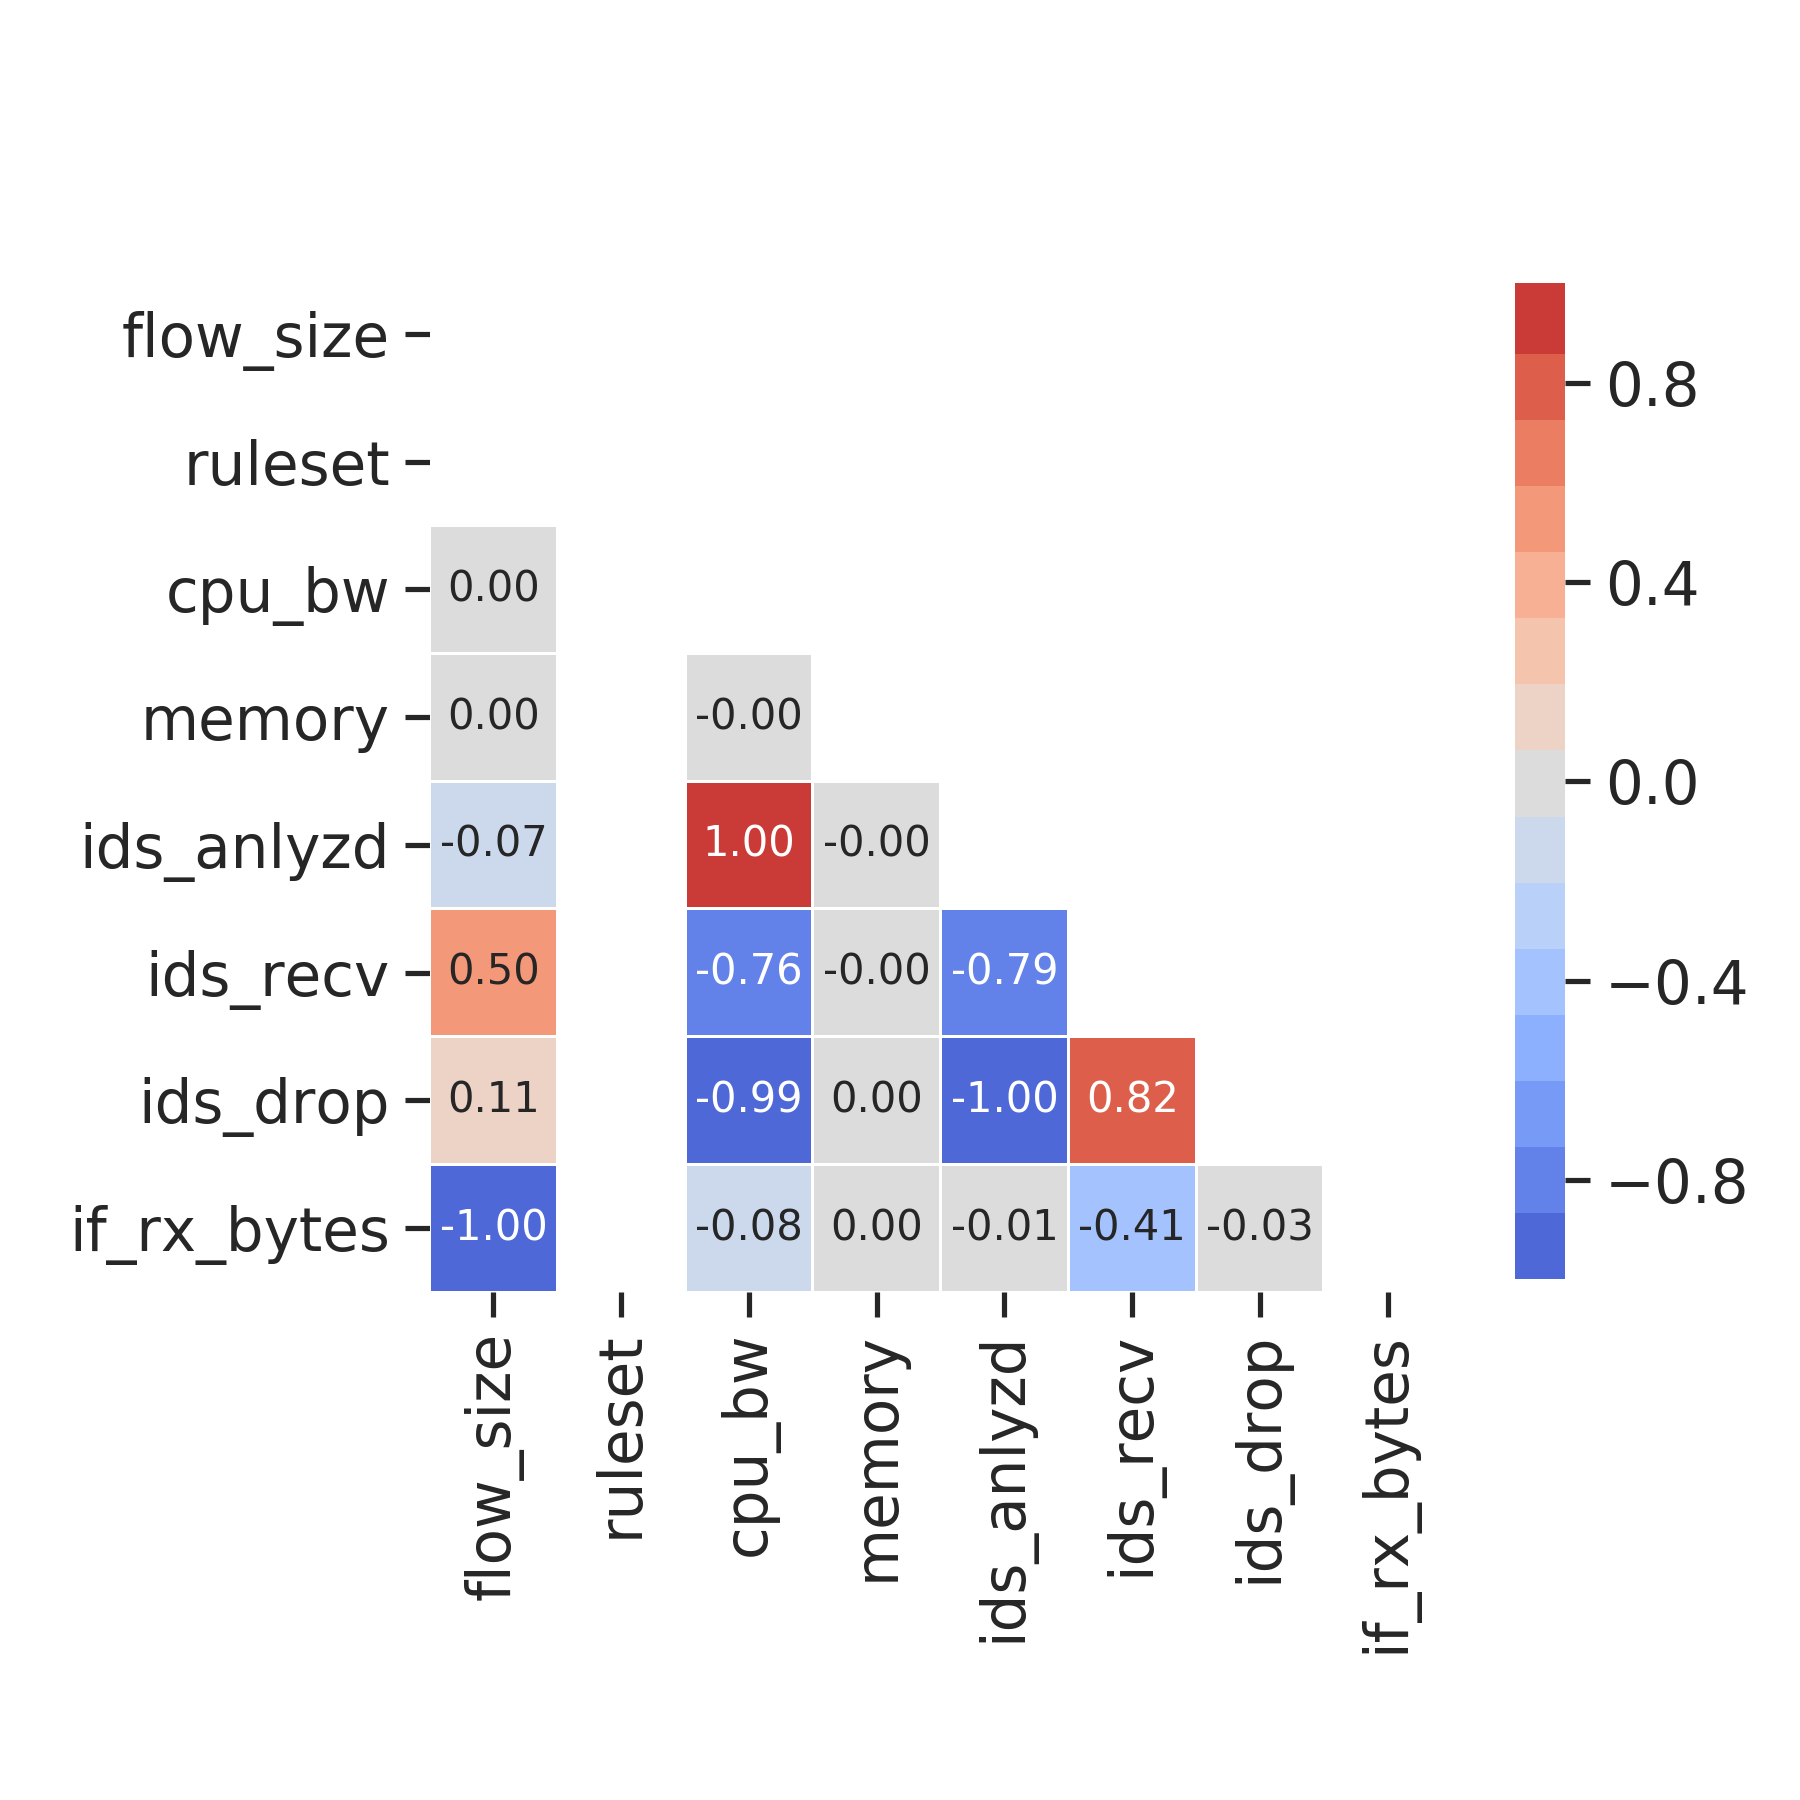 flow_size
ruleset
cpu_bw 0.00
memory 0.00 -0.00
ids_anlyzd -0.07 1.00 -0.00
ids_recv 0.50 -0.76 -0.00 -0.79
ids_drop 0.11 -0.99 0.00 -1.00 0.82
if_rx_bytes -1.00 -0.08 0.00 -0.01 -0.41 -0.03
flow_size
ruleset
cpu_bw
memory
ids_anlyzd
ids_recv
ids_drop
if_rx_bytes
0.8
0.4
0.0
−0.4
−0.8